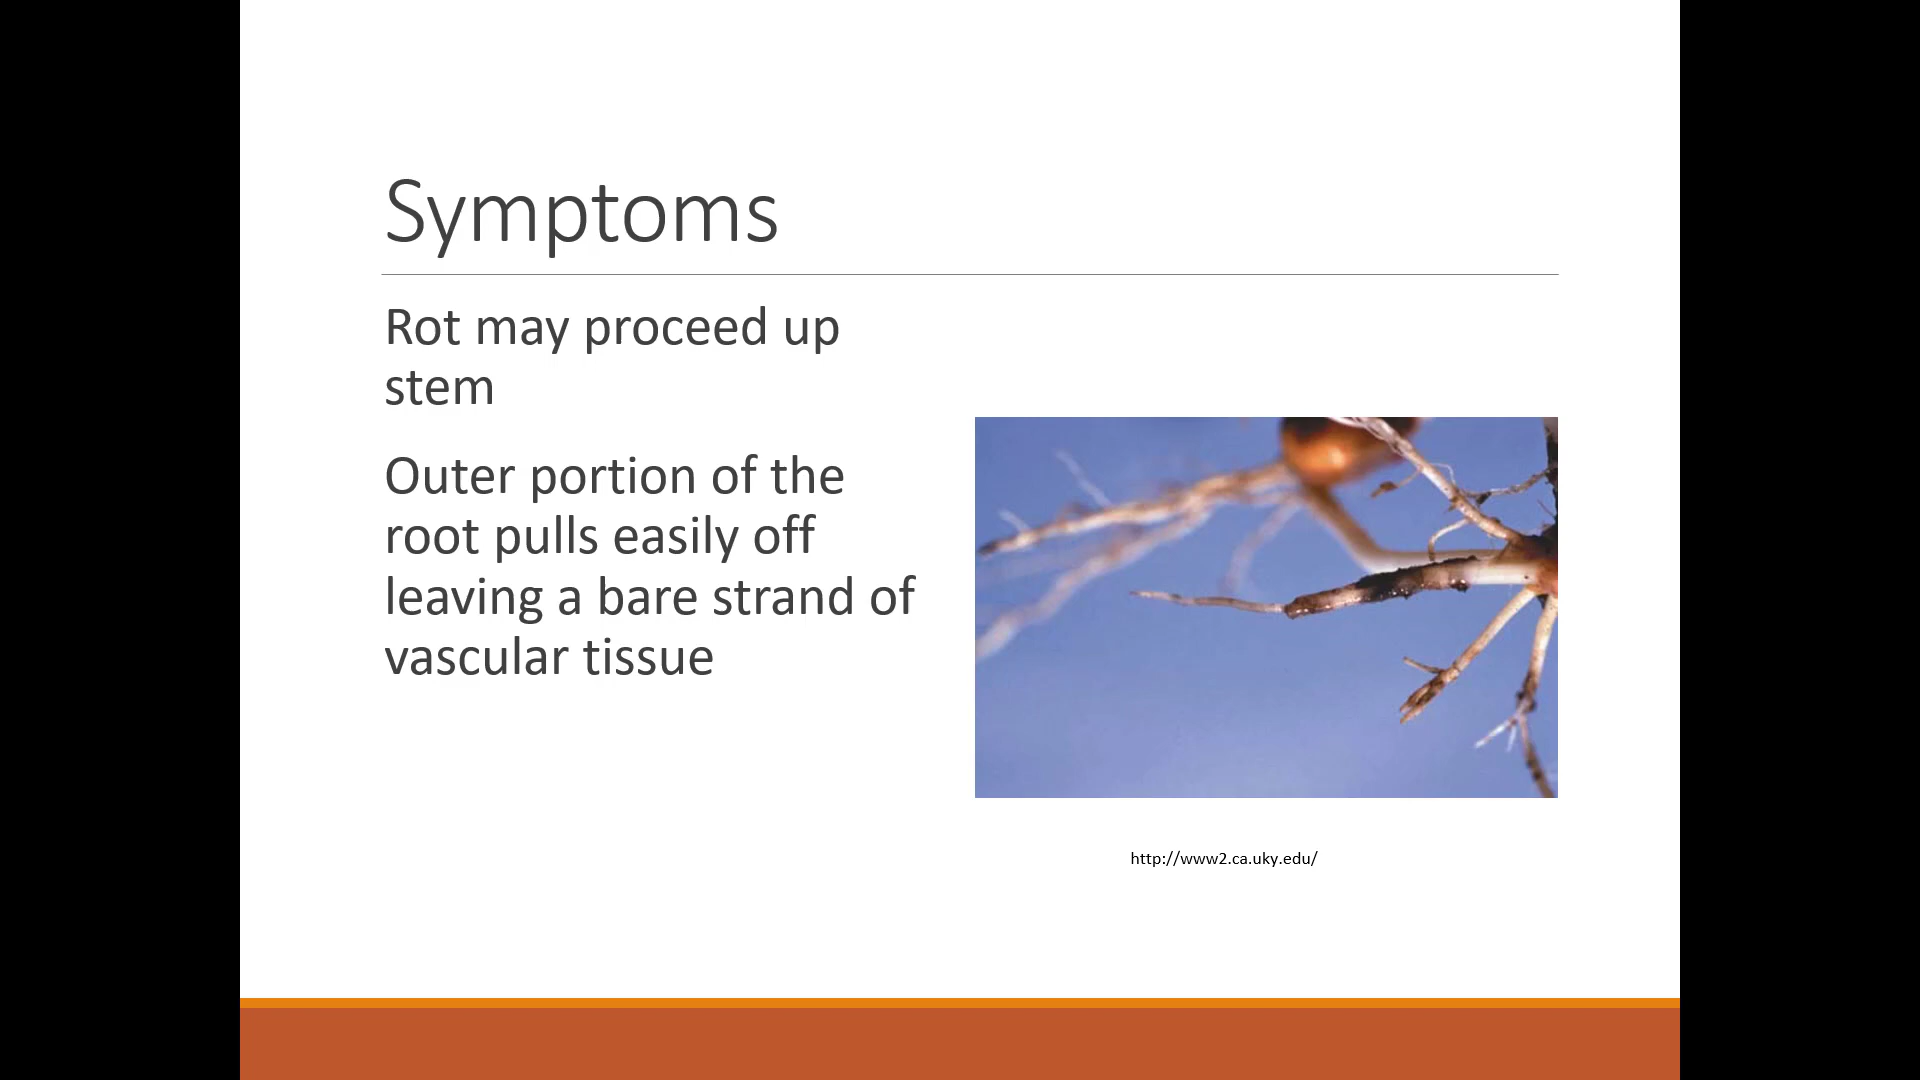 Symptoms
Rot may proceed up
stem
Outer portion of the
root pulls easily off
leaving a bare strand of
vascular tissue
http://www2.ca.uky.edu/